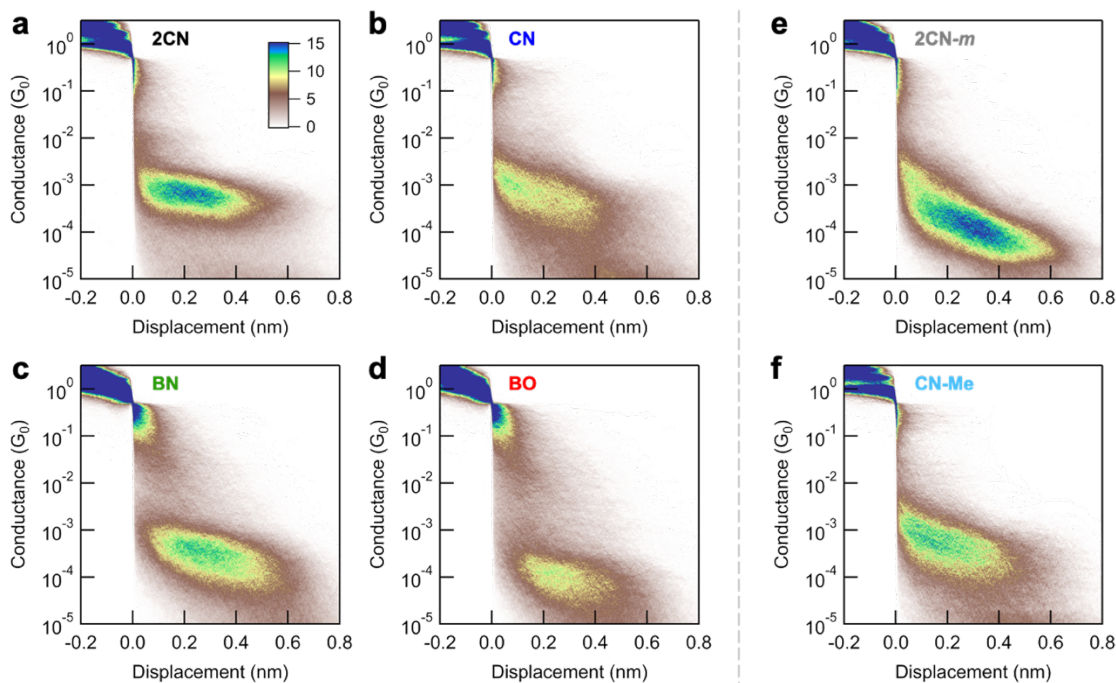 a
2CN
15
10
5
0
Conductance (G0)
10^0
10^-1
10^-2
10^-3
10^-4
10^-5
-0.2 0.0 0.2 0.4 0.6 0.8
Displacement (nm)
b
CN
Conductance (G0)
10^0
10^-1
10^-2
10^-3
10^-4
10^-5
-0.2 0.0 0.2 0.4 0.6 0.8
Displacement (nm)
e
2CN-m
Conductance (G0)
10^0
10^-1
10^-2
10^-3
10^-4
10^-5
-0.2 0.0 0.2 0.4 0.6 0.8
Displacement (nm)
c
BN
Conductance (G0)
10^0
10^-1
10^-2
10^-3
10^-4
10^-5
-0.2 0.0 0.2 0.4 0.6 0.8
Displacement (nm)
d
BO
Conductance (G0)
10^0
10^-1
10^-2
10^-3
10^-4
10^-5
-0.2 0.0 0.2 0.4 0.6 0.8
Displacement (nm)
f
CN-Me
Conductance (G0)
10^0
10^-1
10^-2
10^-3
10^-4
10^-5
-0.2 0.0 0.2 0.4 0.6 0.8
Displacement (nm)